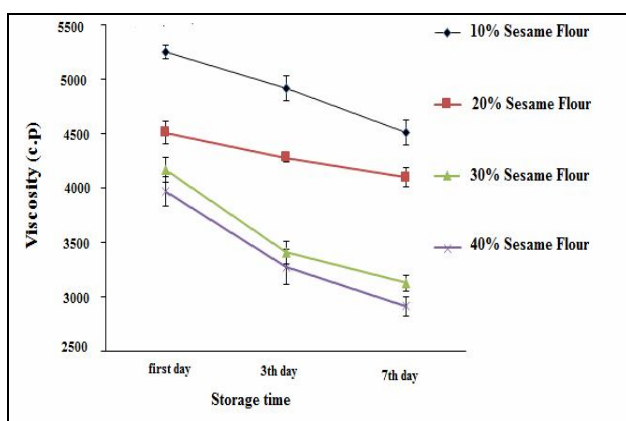 5500
5000
4500
4000
3500
3000
2500
Viscosity (c-p)
first day
3th day
7th day
Storage time
10% Sesame Flour
20% Sesame Flour
30% Sesame Flour
40% Sesame Flour